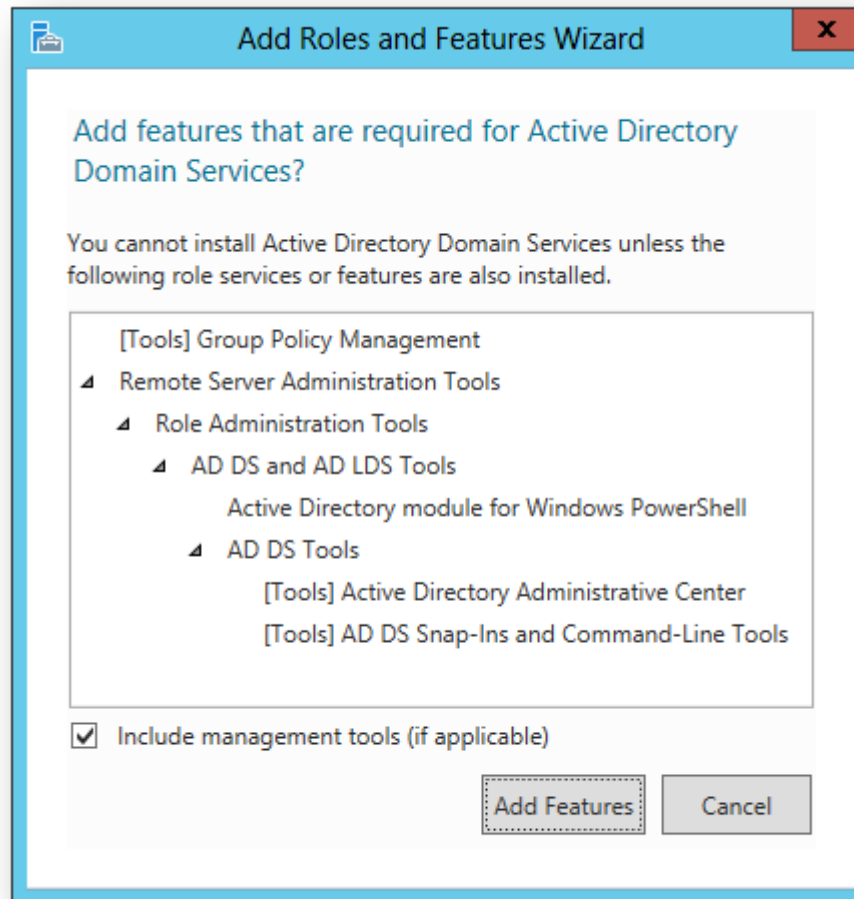 Add Roles and Features Wizard
x
Add features that are required for Active Directory
Domain Services?
You cannot install Active Directory Domain Services unless the
following role services or features are also installed.
[Tools] Group Policy Management
Remote Server Administration Tools
Role Administration Tools
AD DS and AD LDS Tools
Active Directory module for Windows PowerShell
AD DS Tools
[Tools] Active Directory Administrative Center
[Tools] AD DS Snap-Ins and Command-Line Tools
Include management tools (if applicable)
Add Features
Cancel